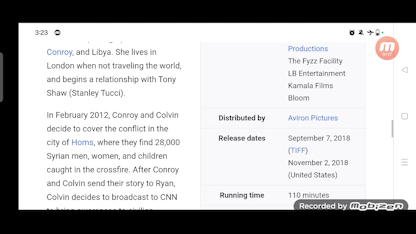 3:23
Conroy, and Libya. She lives in
London when not traveling the world,
and begins a relationship with Tony
Shaw (Stanley Tucci).
In February 2012, Conroy and Colvin
decide to cover the conflict in the
city of Homs, where they find 28,000
Syrian men, women, and children
caught in the crossfire. After Conroy
and Colvin send their story to Ryan,
Colvin decides to broadcast to CNN
Productions
The Fyzz Facility
LB Entertainment
Kamala Films
Bloom
Distributed by Aviron Pictures
Release dates September 7, 2018
(TIFF)
November 2, 2018
(United States)
Running time 110 minutes
Recorded by Mobizen